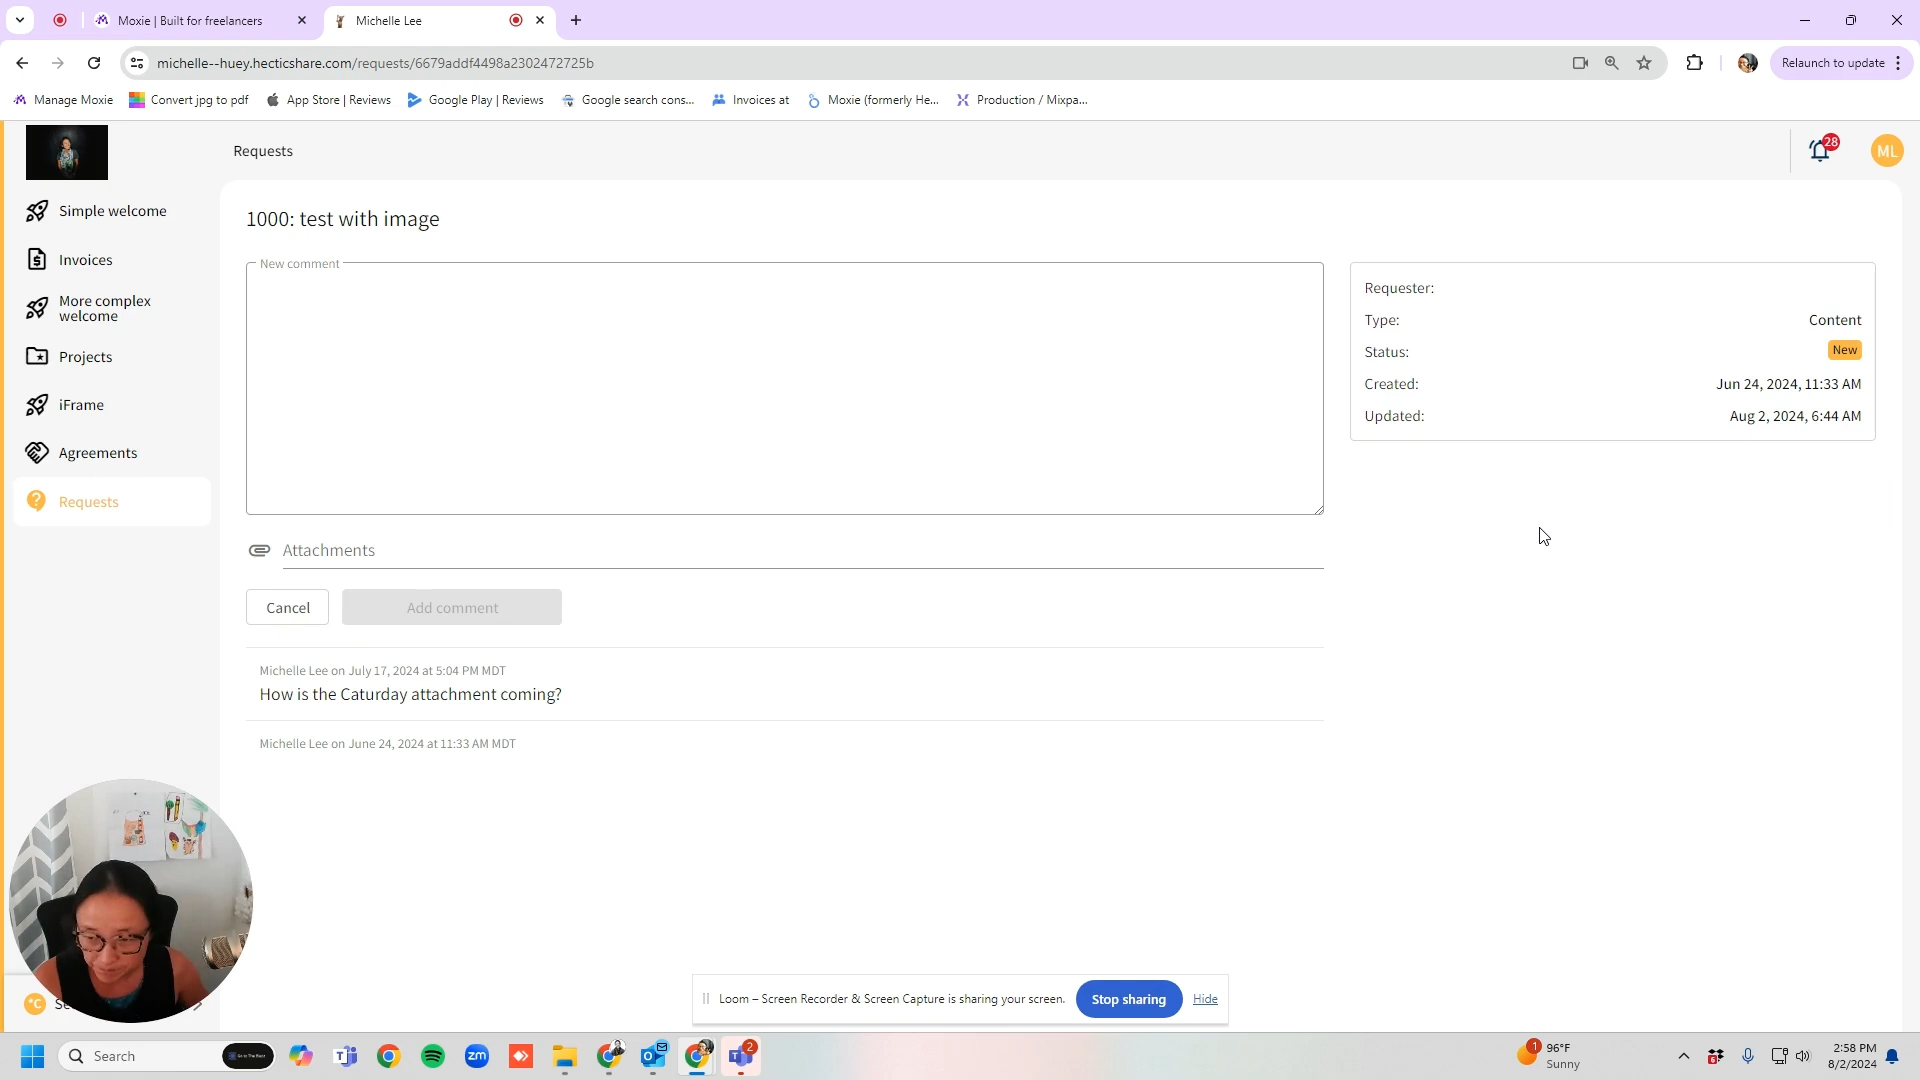 Moxie | Built for freelancers
Michelle Lee
michelle--huey.hecticshare.com/requests/6679addf4498a2302472725b
Relaunch to update
Manage Moxie
Convert jpg to pdf
App Store | Reviews
Google Play | Reviews
Google search cons...
Invoices at
Moxie (formerly He...
Production / Mixpa...
Requests
28
ML
Simple welcome
Invoices
More complex
welcome
Projects
iFrame
Agreements
Requests
1000: test with image
New comment
Attachments
Cancel
Add comment
Michelle Lee on July 17, 2024 at 5:04 PM MDT
How is the Caturday attachment coming?
Michelle Lee on June 24, 2024 at 11:33 AM MDT
Requester:
Type: Content
Status: New
Created: Jun 24, 2024, 11:33 AM
Updated: Aug 2, 2024, 6:44 AM
°C
Loom – Screen Recorder & Screen Capture is sharing your screen.
Stop sharing
Hide
Search
zm
2
1
96°F
Sunny
2:58 PM
8/2/2024